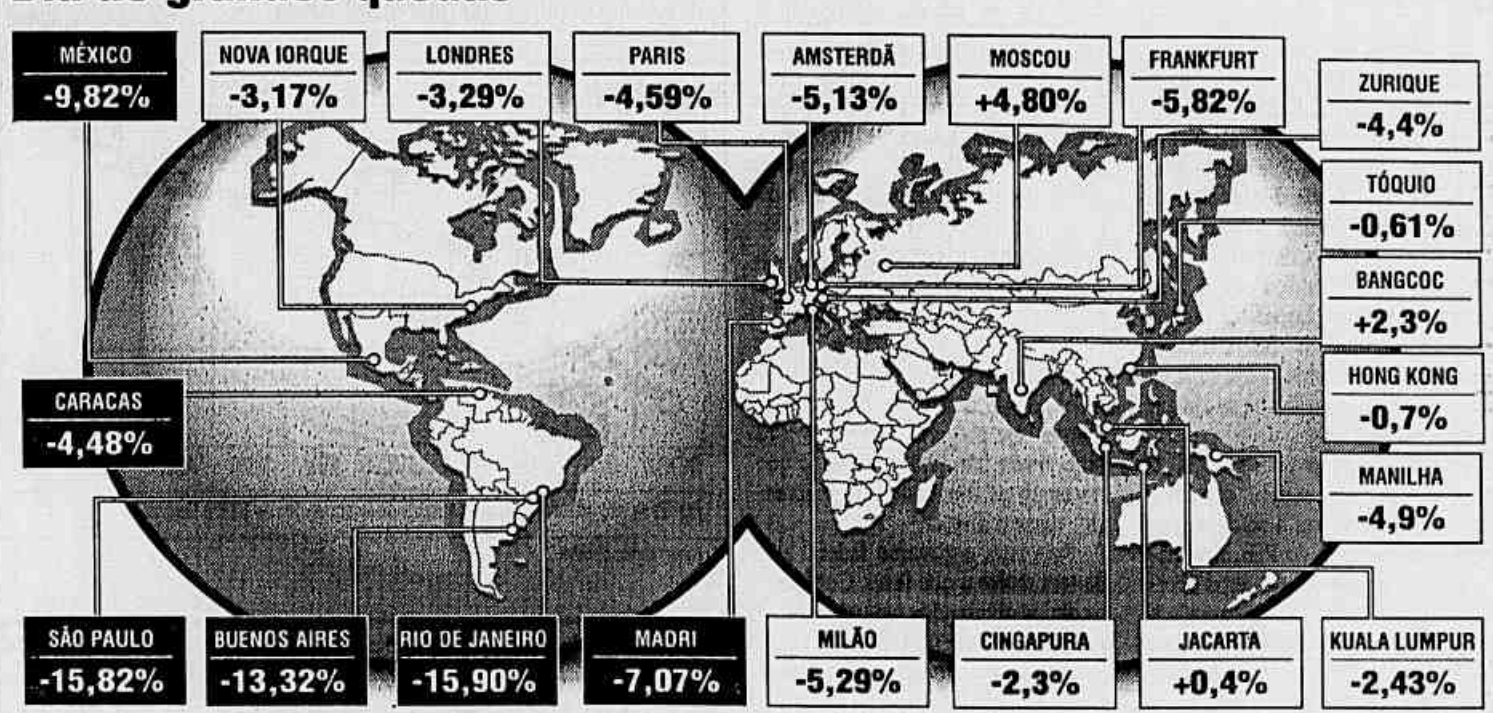 MÉXICO
-9,82%
NOVA IORQUE
-3,17%
LONDRES
-3,29%
PARIS
-4,59%
AMSTERDÃ
-5,13%
MOSCOU
+4,80%
FRANKFURT
-5,82%
ZURIQUE
-4,4%
TÓQUIO
-0,61%
BANGCOC
+2,3%
HONG KONG
-0,7%
MANILHA
-4,9%
CARACAS
-4,48%
SÃO PAULO
-15,82%
BUENOS AIRES
-13,32%
RIO DE JANEIRO
-15,90%
MADRI
-7,07%
MILÃO
-5,29%
CINGAPURA
-2,3%
JACARTA
+0,4%
KUALA LUMPUR
-2,43%